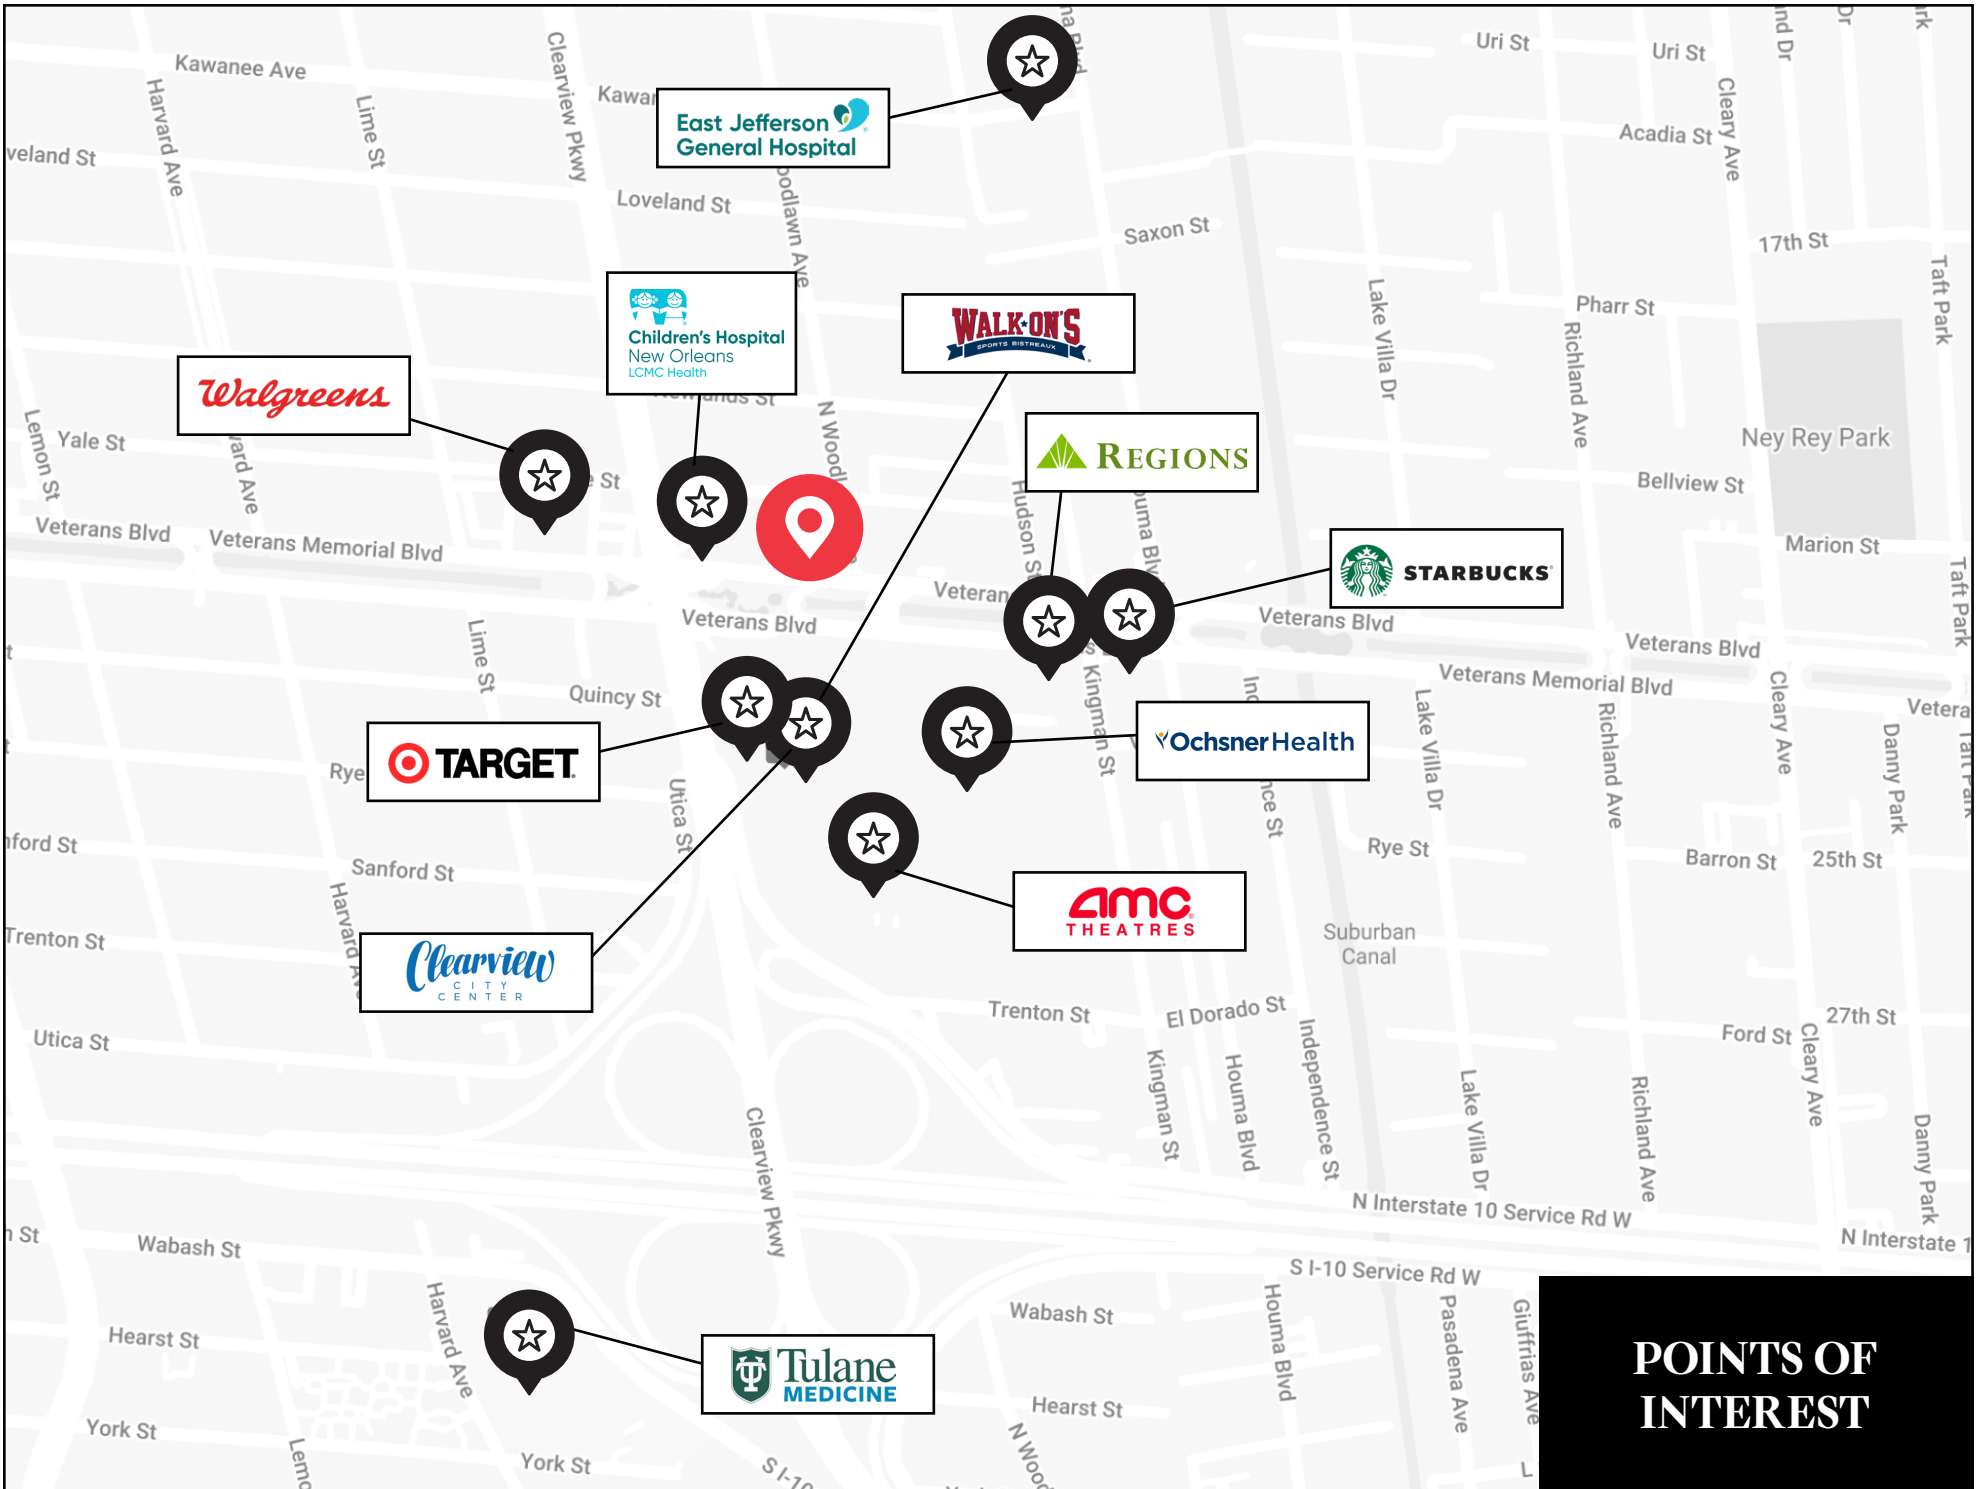 Uri St
Uri St
Kawanee Ave
Clearview Pkwy
Harvard Ave
Lime St
Cleary Ave
East Jefferson
General Hospital
Acadia St
Loveland St
Saxon St
17th St
Taft Park
Children's Hospital
New Orleans
LCMC Health
WALK-ON'S
SPORTS BISTREAUX
Lake Villa Dr
Pharr St
Richland Ave
Walgreens
REGIONS
Ney Rey Park
Lemon St
Yale St
Bellview St
Hudson St
Veterans Blvd
Veterans Memorial Blvd
Marion St
STARBUCKS
Taft Park
Veterans Blvd
Veterans Blvd
Veterans Blvd
Lime St
Quincy St
Kingman St
Veterans Memorial Blvd
Cleary Ave
TARGET
Ochsner Health
Lake Villa Dr
Richland Ave
Danny Park
Rye
Utica St
Rye St
Barron St
25th St
Sanford St
AMC
THEATRES
Trenton St
Suburban
Canal
Clearview
CITY
CENTER
Utica St
Trenton St
El Dorado St
Ford St
27th St
Kingman St
Houma Blvd
Independence St
Lake Villa Dr
Richland Ave
Cleary Ave
Danny Park
Clearview Pkwy
N Interstate 10 Service Rd W
N Interstate 1
Wabash St
S I-10 Service Rd W
Hearst St
Harvard Ave
Wabash St
Houma Blvd
Pasadena Ave
Giuffrias Ave
Tulane
MEDICINE
POINTS OF
INTEREST
Hearst St
York St
York St
S I-10